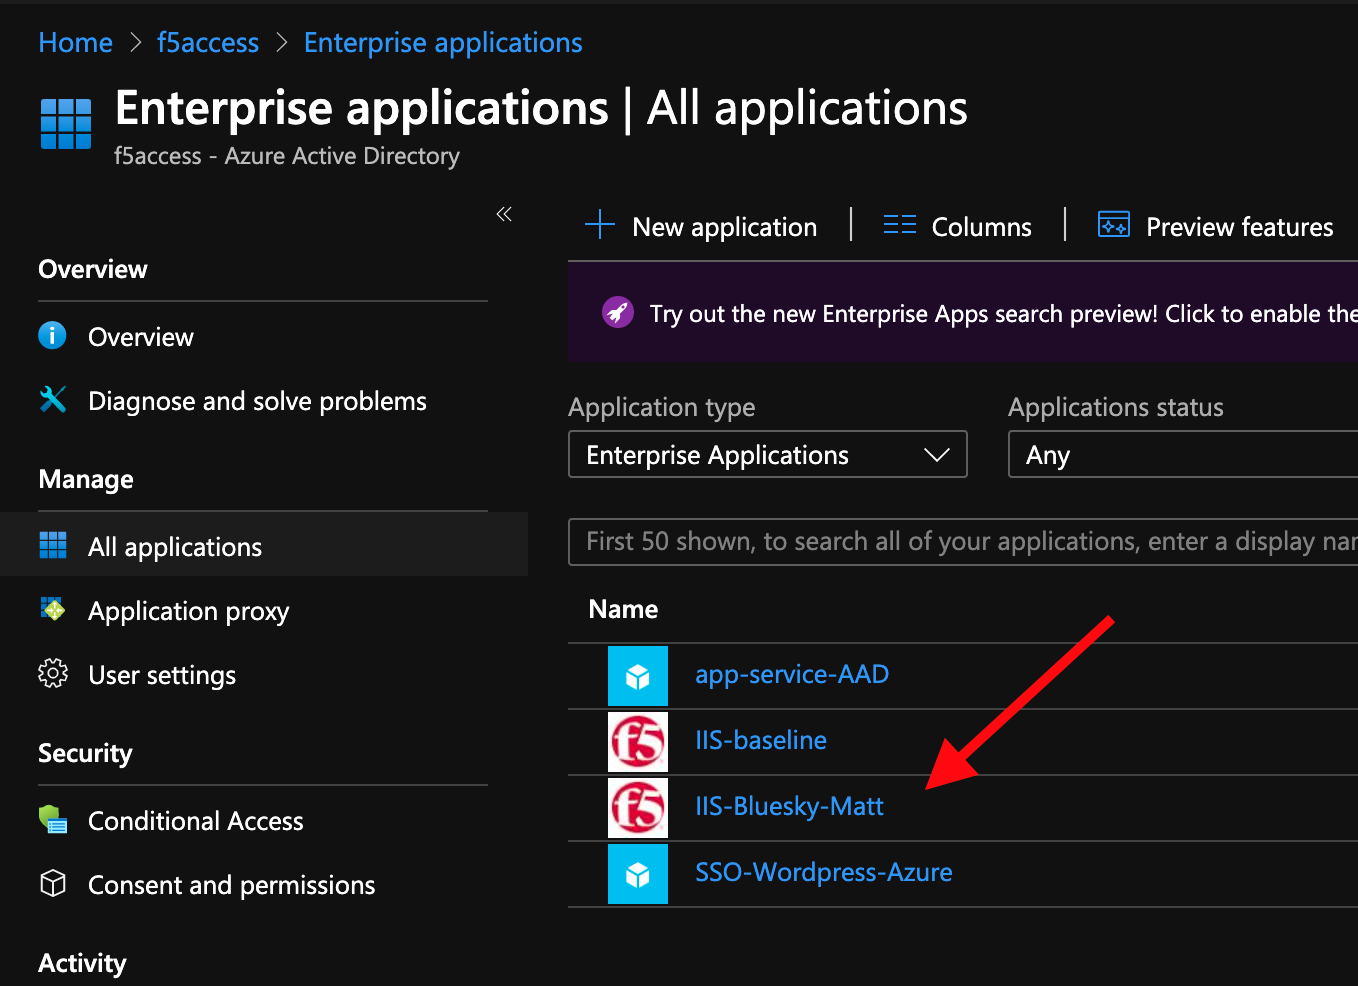 Home > f5access > Enterprise applications
Enterprise applications | All applications
f5access - Azure Active Directory
«
New application | Columns | Preview features
Overview
Try out the new Enterprise Apps search preview! Click to enable the
Overview
Diagnose and solve problems
Application type
Applications status
Enterprise Applications
Any
Manage
All applications
First 50 shown, to search all of your applications, enter a display nar
Application proxy
Name
User settings
app-service-AAD
f5 IIS-baseline
Security
f5 IIS-Bluesky-Matt
Conditional Access
SSO-Wordpress-Azure
Consent and permissions
Activity